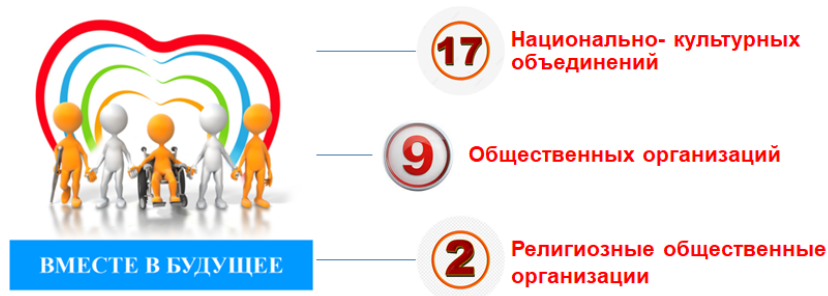 17
Национально- культурных
объединений
9
Общественных организаций
ВМЕСТЕ В БУДУЩЕЕ
2
Религиозные общественные
организации